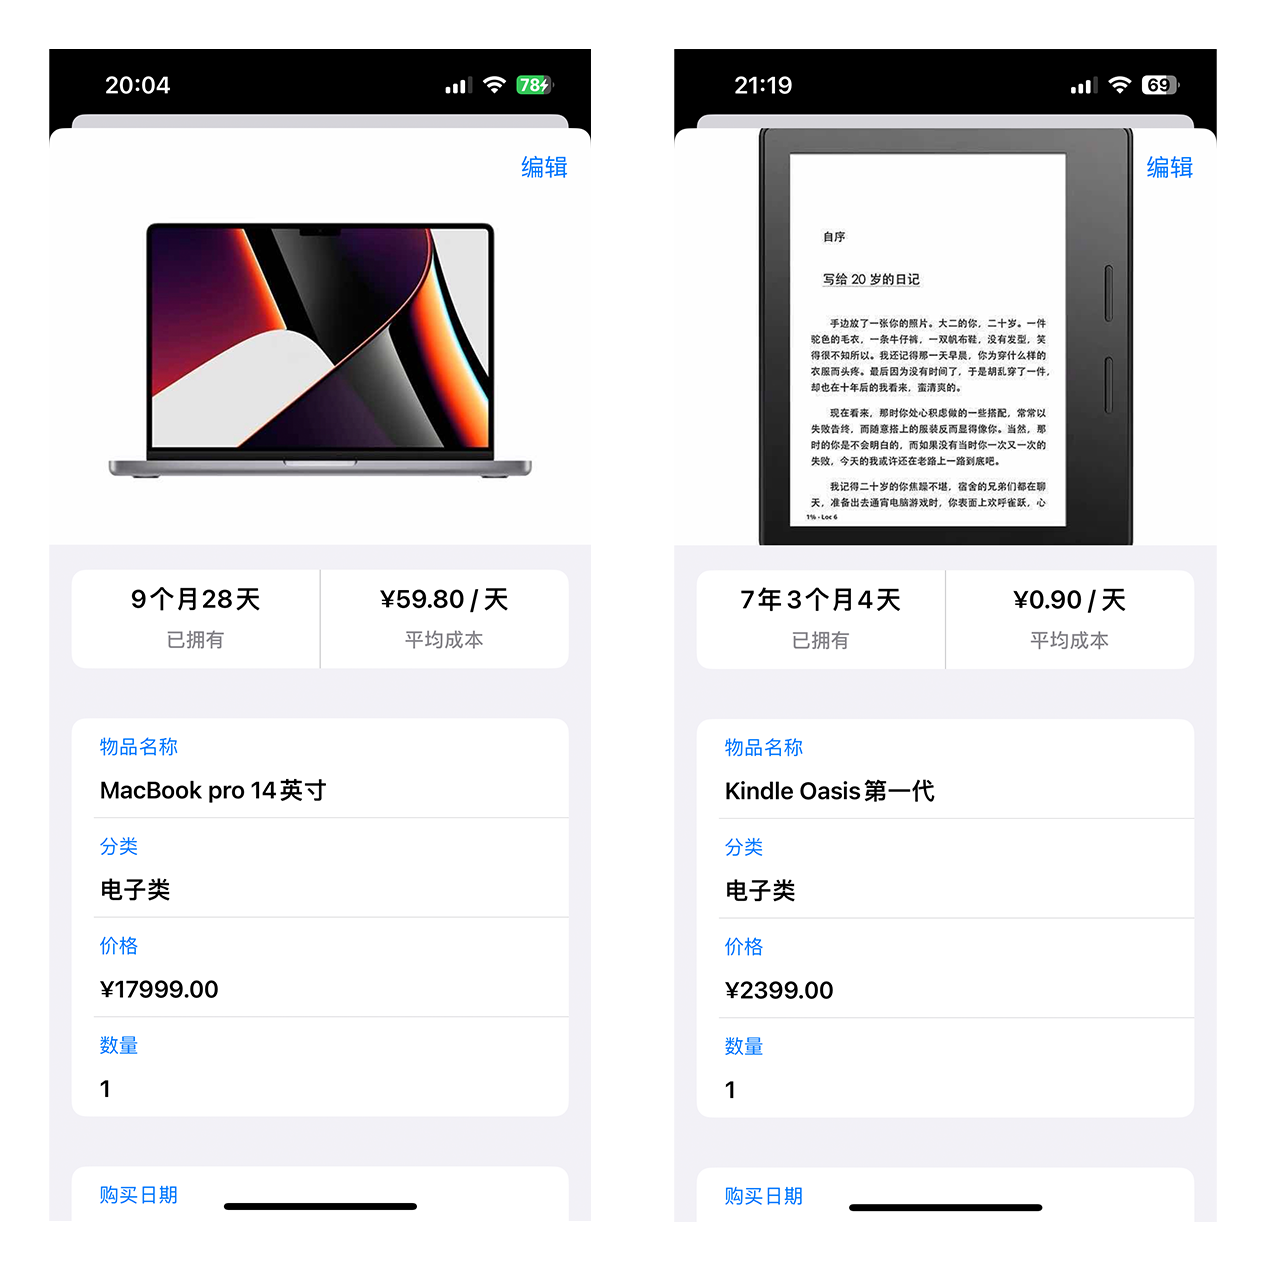 20:04
78
编辑
9个月28天
已拥有
¥59.80 / 天
平均成本
物品名称
MacBook pro 14英寸
分类
电子类
价格
¥17999.00
数量
1
购买日期
21:19
69
编辑
自序
写给 20 岁的日记
手边放了一张你的照片。大二的你，二十岁。一件
驼色的毛衣，一条牛仔裤，一双帆布鞋，没有发型，笑
得很不知所以。我还记得那一天早晨，你为穿什么样的
衣服而头疼。最后因为没有时间了，于是胡乱穿了一件，
却也在十年后的我看来，蛮清爽的。
现在看来，那时你处心积虑做的一些搭配，常常以
失败告终，而随意搭上的服装反而显得像你。当然，那
时的你是不会明白的，而如果没有当时你一次又一次的
失败，今天的我或许还在老路上一路到底吧。
我记得二十岁的你焦躁不堪，宿舍的兄弟们都在聊
天，准备出去通宵电脑游戏时，你表面上欢呼雀跃，心
1% - Loc 6
7年3个月4天
已拥有
¥0.90 / 天
平均成本
物品名称
Kindle Oasis第一代
分类
电子类
价格
¥2399.00
数量
1
购买日期